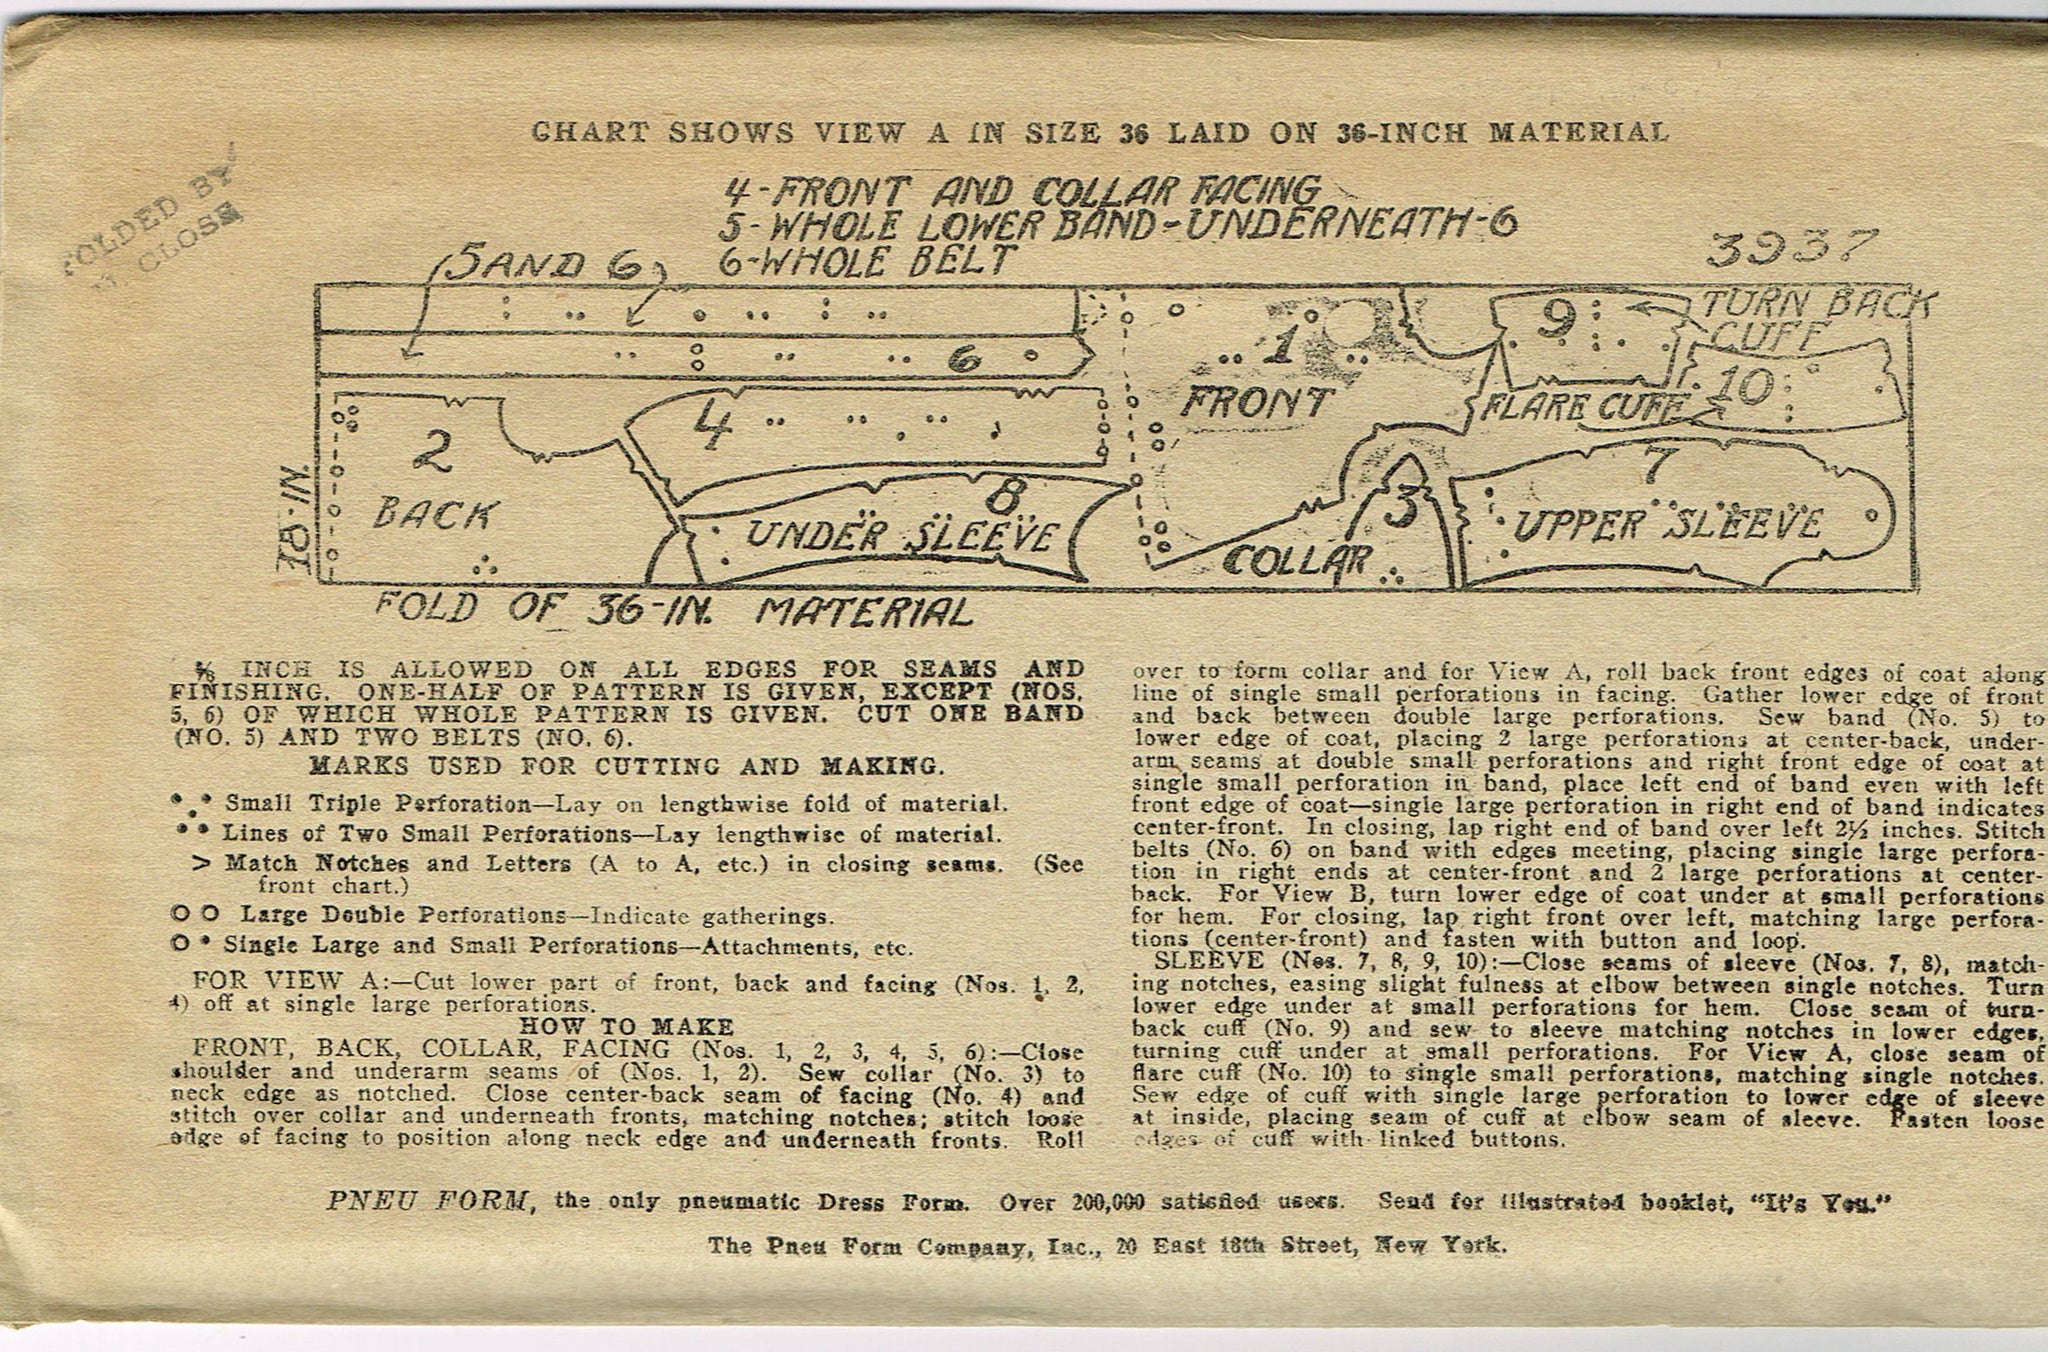 CHART SHOWS VIEW A IN SIZE 36 LAID ON 36-INCH MATERIAL
FOLDED BY
CLOSS
4-FRONT AND COLLAR FACING
5-WHOLE LOWER BAND-UNDERNEATH-6
6-WHOLE BELT
5 AND 6
3937
9
TURN BACK
CUFF
1
FRONT
6
10
FLARE CUFF
4
2
BACK
7
UPPER SLEEVE
8
UNDER SLEEVE
3
COLLAR
18-IN.
FOLD OF 36-IN. MATERIAL
⅜ INCH IS ALLOWED ON ALL EDGES FOR SEAMS AND
FINISHING. ONE-HALF OF PATTERN IS GIVEN, EXCEPT (NOS.
5, 6) OF WHICH WHOLE PATTERN IS GIVEN. CUT ONE BAND
(NO. 5) AND TWO BELTS (NO. 6).
MARKS USED FOR CUTTING AND MAKING.
Small Triple Perforation—Lay on lengthwise fold of material.
Lines of Two Small Perforations—Lay lengthwise of material.
> Match Notches and Letters (A to A, etc.) in closing seams. (See
front chart.)
O O Large Double Perforations—Indicate gatherings.
O • Single Large and Small Perforations—Attachments, etc.
FOR VIEW A:—Cut lower part of front, back and facing (Nos. 1, 2,
4) off at single large perforations.
HOW TO MAKE
FRONT, BACK, COLLAR, FACING (Nos. 1, 2, 3, 4, 5, 6):—Close
shoulder and underarm seams of (Nos. 1, 2). Sew collar (No. 3) to
neck edge as notched. Close center-back seam of facing (No. 4) and
stitch over collar and underneath fronts, matching notches; stitch loose
edge of facing to position along neck edge and underneath fronts. Roll
over to form collar and for View A, roll back front edges of coat along
line of single small perforations in facing. Gather lower edge of front
and back between double large perforations. Sew band (No. 5) to
lower edge of coat, placing 2 large perforations at center-back, under-
arm seams at double small perforations and right front edge of coat at
single small perforation in band, place left end of band even with left
front edge of coat—single large perforation in right end of band indicates
center-front. In closing, lap right end of band over left 2½ inches. Stitch
belts (No. 6) on band with edges meeting, placing single large perfora-
tion in right ends at center-front and 2 large perforations at center-
back. For View B, turn lower edge of coat under at small perforations
for hem. For closing, lap right front over left, matching large perfora-
tions (center-front) and fasten with button and loop.
SLEEVE (Nos. 7, 8, 9, 10):—Close seams of sleeve (Nos. 7, 8), match-
ing notches, easing slight fulness at elbow between single notches. Turn
lower edge under at small perforations for hem. Close seam of turn-
back cuff (No. 9) and sew to sleeve matching notches in lower edges,
turning cuff under at small perforations. For View A, close seam of
flare cuff (No. 10) to single small perforations, matching single notches.
Sew edge of cuff with single large perforation to lower edge of sleeve
at inside, placing seam of cuff at elbow seam of sleeve. Fasten loose
edges of cuff with linked buttons.
PNEU FORM, the only pneumatic Dress Form. Over 200,000 satisfied users. Send for illustrated booklet, "It's You."
The Pneu Form Company, Inc., 20 East 18th Street, New York.